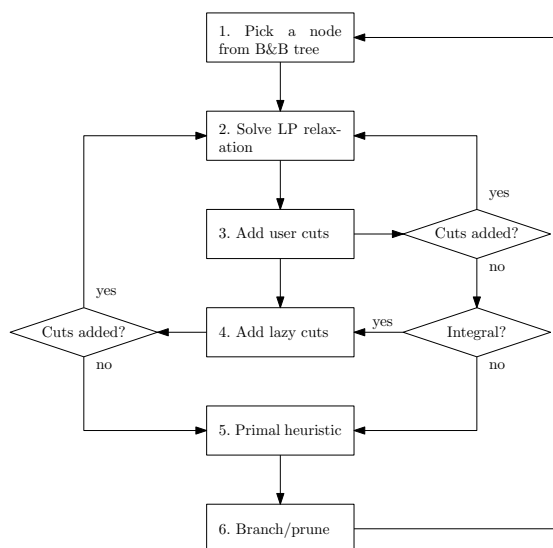 1. Pick a node
from B&B tree
2. Solve LP relax-
ation
yes
3. Add user cuts
Cuts added?
no
yes
Cuts added?
4. Add lazy cuts
yes
Integral?
no
no
5. Primal heuristic
6. Branch/prune